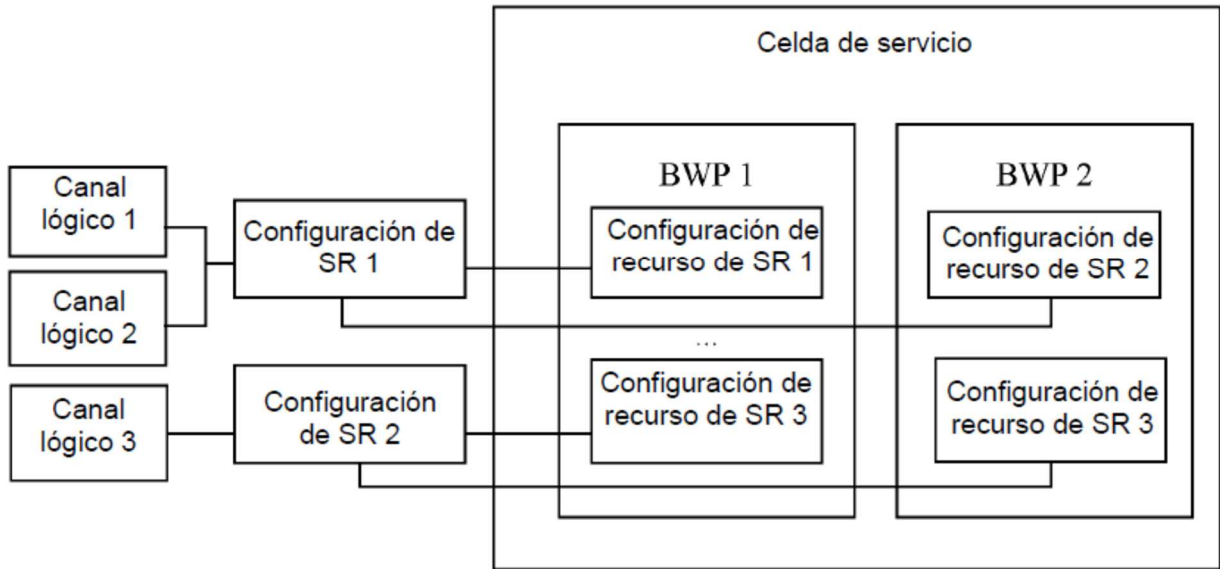 Celda de servicio
BWP 1
BWP 2
Canal
lógico 1
Canal
lógico 2
Canal
lógico 3
Configuración de
SR 1
Configuración
de SR 2
Configuración de
recurso de SR 1
...
Configuración de
recurso de SR 3
Configuración de
recurso de SR 2
Configuración de
recurso de SR 3